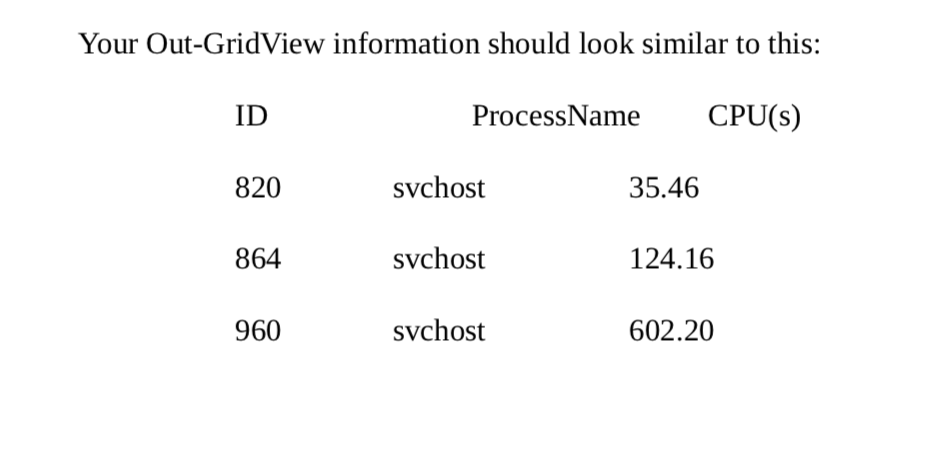 Your Out-GridView information should look similar to this:
ID ProcessName CPU(s)
820 svchost 35.46
864 svchost 124.16
960 svchost 602.20